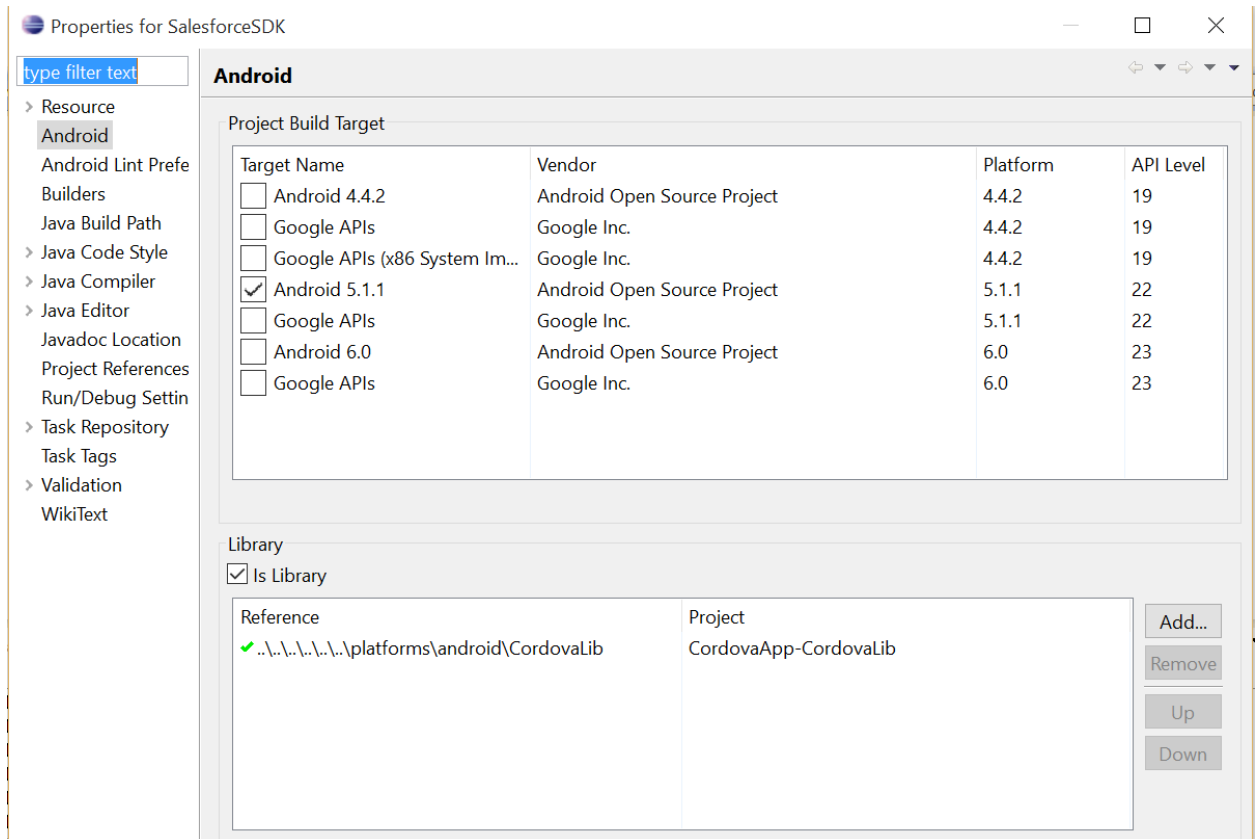 Properties for SalesforceSDK
type filter text
Resource
Android
Android Lint Prefe
Builders
Java Build Path
Java Code Style
Java Compiler
Java Editor
Javadoc Location
Project References
Run/Debug Settin
Task Repository
Task Tags
Validation
WikiText
Android
Project Build Target
Target Name Vendor Platform API Level
Android 4.4.2 Android Open Source Project 4.4.2 19
Google APIs Google Inc. 4.4.2 19
Google APIs (x86 System Im... Google Inc. 4.4.2 19
Android 5.1.1 Android Open Source Project 5.1.1 22
Google APIs Google Inc. 5.1.1 22
Android 6.0 Android Open Source Project 6.0 23
Google APIs Google Inc. 6.0 23
Library
Is Library
Reference Project
..\..\..\..\..\..\platforms\android\CordovaLib CordovaApp-CordovaLib
Add...
Remove
Up
Down